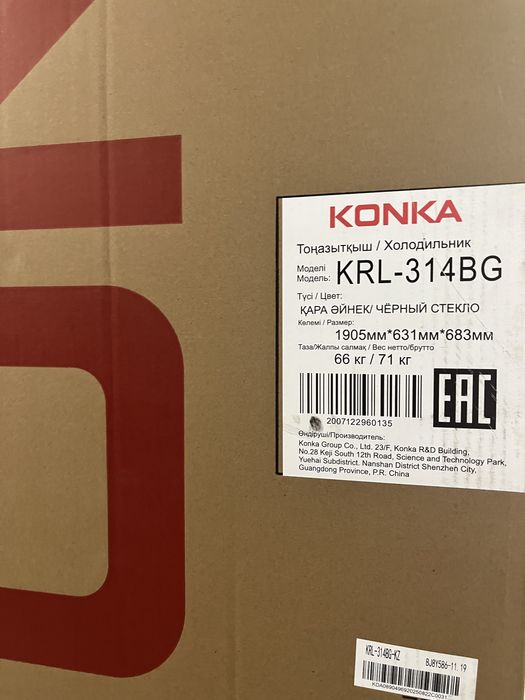 KONKA
Тоңазытқыш / Холодильник
Моделі
Модель: KRL-314BG
Түсі / Цвет:
ҚАРА ӘЙНЕК/ ЧЁРНЫЙ СТЕКЛО
Көлемі / Размер:
1905мм*631мм*683мм
Таза/Жалпы салмақ / Вес нетто/брутто
66 кг / 71 кг
2007122960135
EAC
Өндіруші/Производитель:
Konka Group Co., Ltd. 23/F, Konka R&D Building,
No.28 Keji South 12th Road, Science and Technology Park,
Yuehai Subdistrict. Nanshan District Shenzhen City,
Guangdong Province, P.R. China
KRL-314BG-KZ
BJBY5B6-11.19